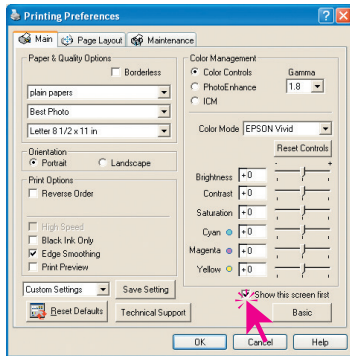 Printing Preferences
Main
Page Layout
Maintenance
Paper & Quality Options
Borderless
plain papers
Best Photo
Letter 8 1/2 x 11 in
Orientation
Portrait
Landscape
Print Options
Reverse Order
High Speed
Black Ink Only
Edge Smoothing
Print Preview
Custom Settings
Save Setting
Reset Defaults
Technical Support
Color Management
Color Controls
PhotoEnhance
ICM
Gamma
1.8
Color Mode EPSON Vivid
Reset Controls
- +
Brightness +0
Contrast +0
Saturation +0
Cyan +0
Magenta +0
Yellow +0
Show this screen first
Basic
OK
Cancel
Help